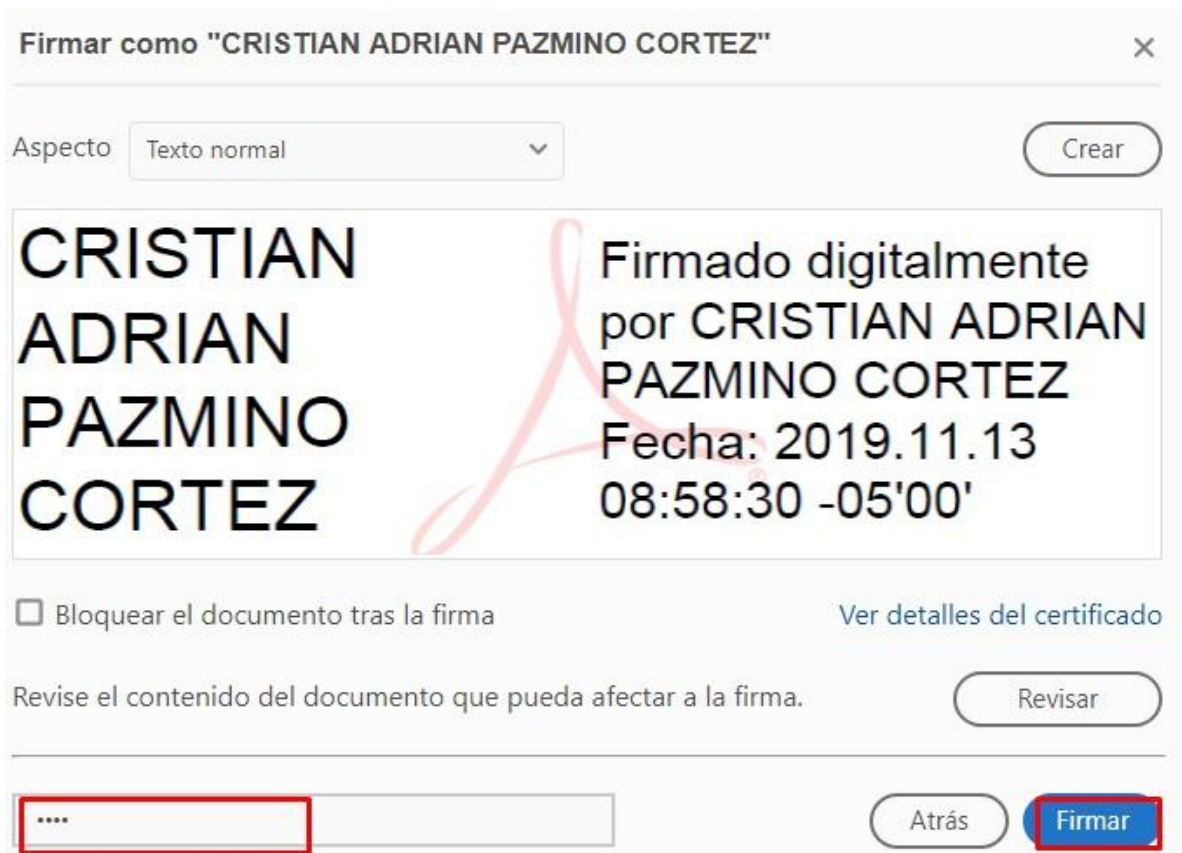 Firmar como "CRISTIAN ADRIAN PAZMINO CORTEZ"
Aspecto Texto normal Crear
CRISTIAN
ADRIAN
PAZMINO
CORTEZ
Firmado digitalmente
por CRISTIAN ADRIAN
PAZMINO CORTEZ
Fecha: 2019.11.13
08:58:30 -05'00'
Bloquear el documento tras la firma Ver detalles del certificado
Revise el contenido del documento que pueda afectar a la firma. Revisar
•••• Atrás Firmar